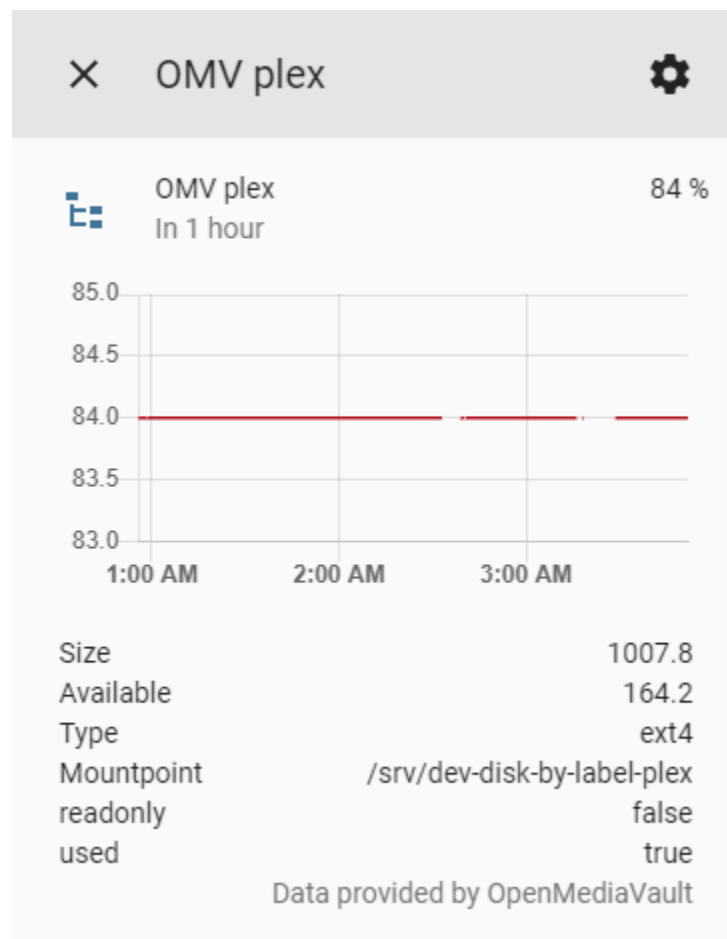 OMV plex
OMV plex 84 %
In 1 hour
85.0
84.5
84.0
83.5
83.0
1:00 AM 2:00 AM 3:00 AM
Size 1007.8
Available 164.2
Type ext4
Mountpoint /srv/dev-disk-by-label-plex
readonly false
used true
Data provided by OpenMediaVault